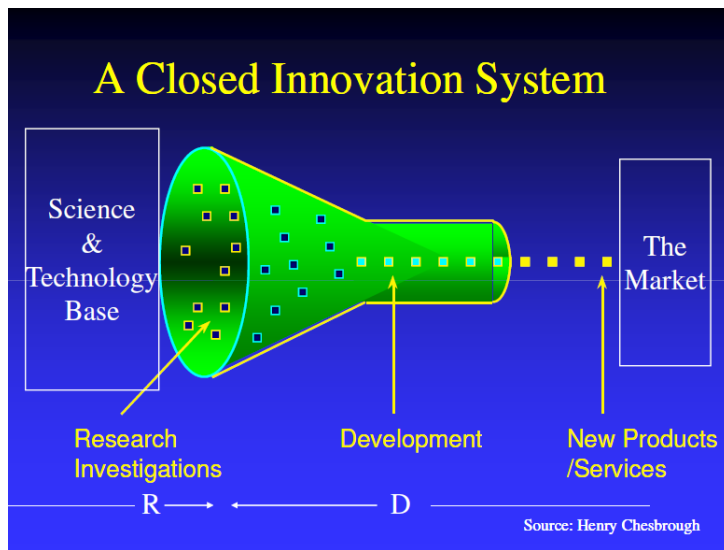 A Closed Innovation System
Science
&
Technology
Base
The
Market
Research
Investigations
Development
New Products
/Services
R
D
Source: Henry Chesbrough